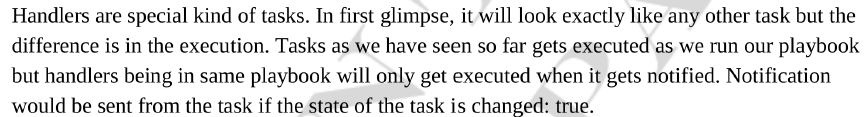 Handlers are special kind of tasks. In first glimpse, it will look exactly like any other task but the
difference is in the execution. Tasks as we have seen so far gets executed as we run our playbook
but handlers being in same playbook will only get executed when it gets notified. Notification
would be sent from the task if the state of the task is changed: true.